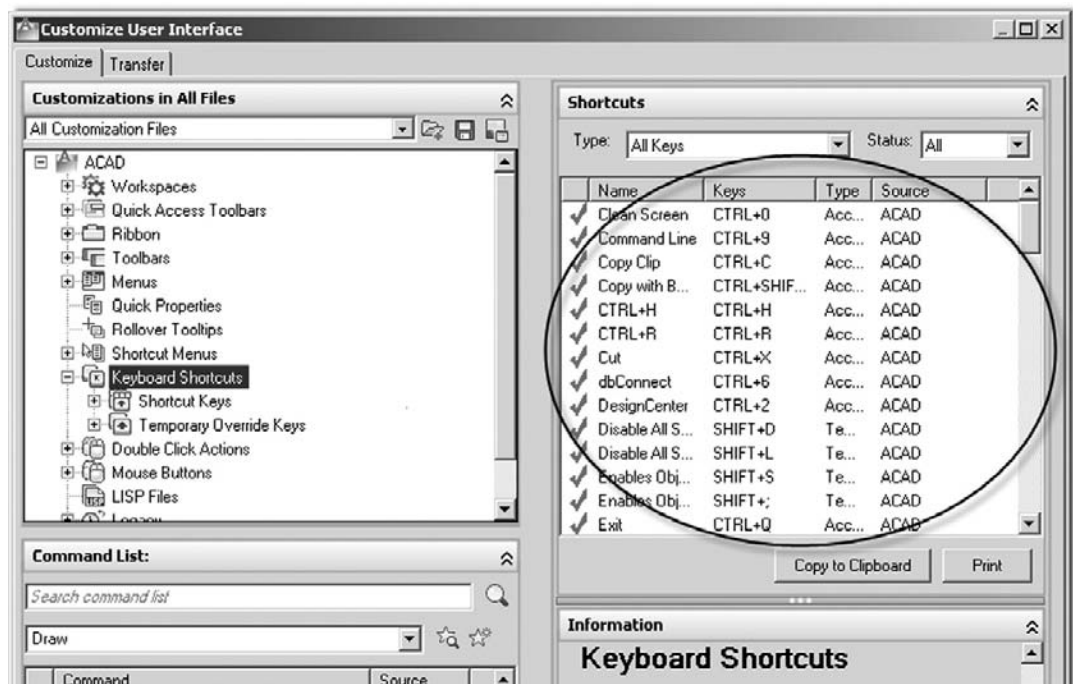 Customize User Interface
Customize Transfer
Customizations in All Files
All Customization Files
ACAD
Workspaces
Quick Access Toolbars
Ribbon
Toolbars
Menus
Quick Properties
Rollover Tooltips
Shortcut Menus
Keyboard Shortcuts
Shortcut Keys
Temporary Override Keys
Double Click Actions
Mouse Buttons
LISP Files
Legacy
Command List:
Search command list
Draw
Command Source
Shortcuts
Type: All Keys Status: All
Name Keys Type Source
Clean Screen CTRL+0 Acc... ACAD
Command Line CTRL+9 Acc... ACAD
Copy Clip CTRL+C Acc... ACAD
Copy with B... CTRL+SHIF... Acc... ACAD
CTRL+H CTRL+H Acc... ACAD
CTRL+R CTRL+R Acc... ACAD
Cut CTRL+X Acc... ACAD
dbConnect CTRL+6 Acc... ACAD
DesignCenter CTRL+2 Acc... ACAD
Disable All S... SHIFT+D Te... ACAD
Disable All S... SHIFT+L Te... ACAD
Enables Obj... SHIFT+S Te... ACAD
Enables Obj... SHIFT+; Te... ACAD
Exit CTRL+Q Acc... ACAD
Copy to Clipboard Print
Information
Keyboard Shortcuts